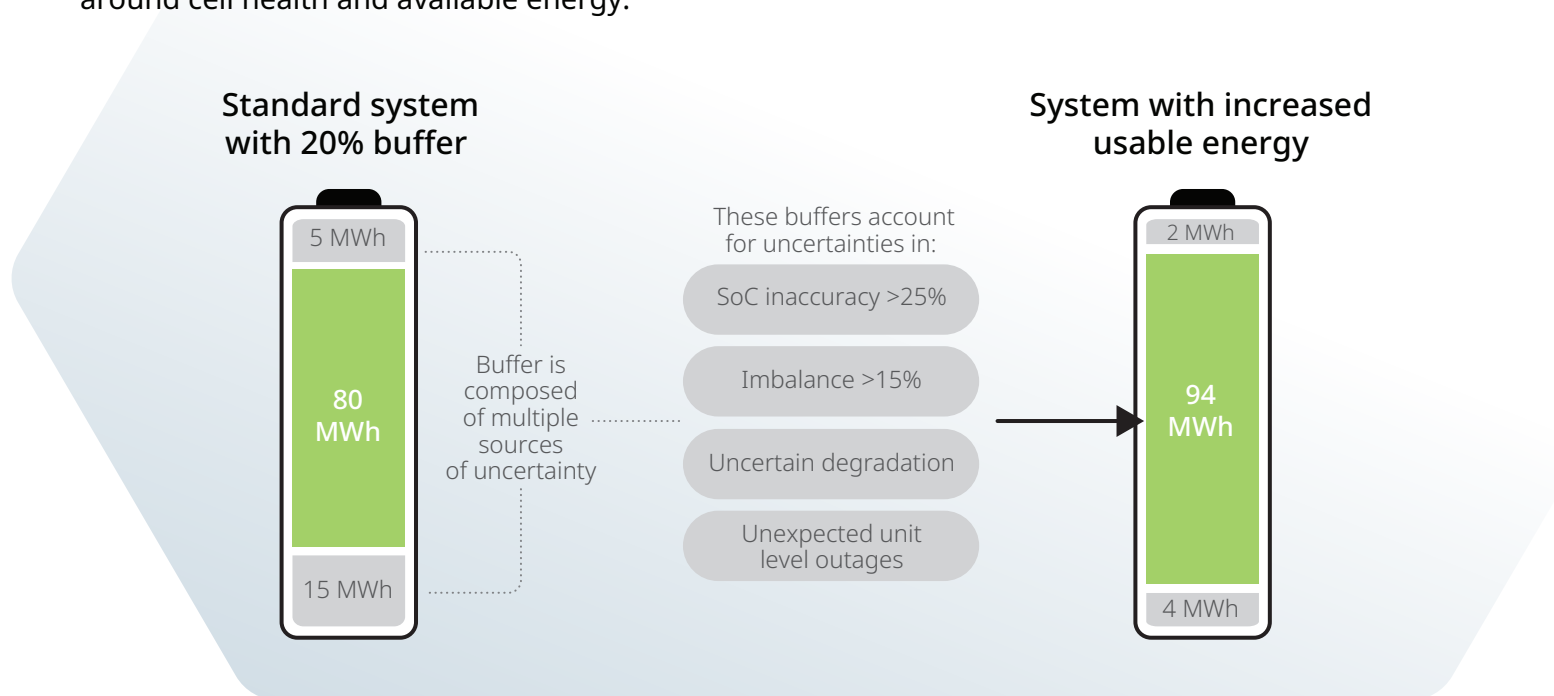 around cell health and available energy.
Standard system
with 20% buffer
5 MWh
80
MWh
15 MWh
Buffer is
composed
of multiple
sources
of uncertainty
These buffers account
for uncertainties in:
SoC inaccuracy >25%
Imbalance >15%
Uncertain degradation
Unexpected unit
level outages
System with increased
usable energy
2 MWh
94
MWh
4 MWh